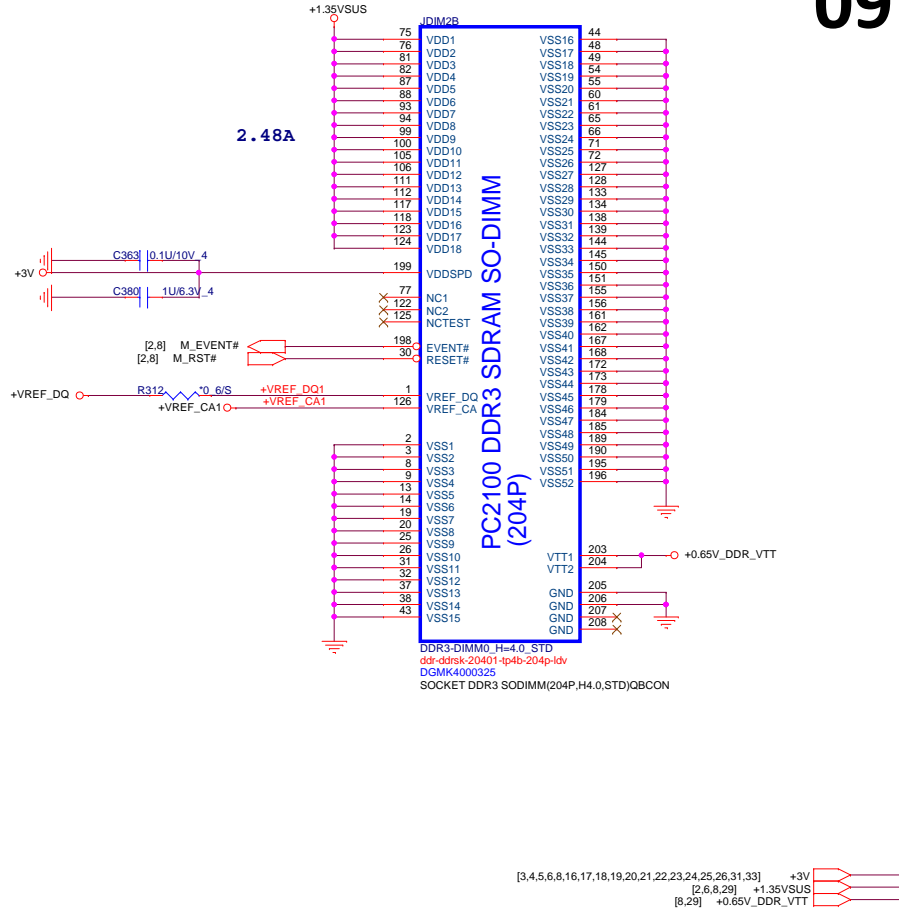 09
+1.35VSUS
JDIM2B
75 VDD1 VSS16 44
76 VDD2 VSS17 48
81 VDD3 VSS18 49
82 VDD4 VSS19 54
87 VDD5 VSS20 55
88 VDD6 VSS21 60
93 VDD7 VSS22 61
94 VDD8 VSS23 65
99 VDD9 VSS24 66
100 VDD10 VSS25 71
105 VDD11 VSS26 72
106 VDD12 VSS27 127
111 VDD13 VSS28 128
112 VDD14 VSS29 133
117 VDD15 VSS30 134
118 VDD16 VSS31 138
123 VDD17 VSS32 139
124 VDD18 VSS33 144
VSS34 145
VSS35 150
VSS36 151
VSS37 155
VSS38 156
VSS39 161
VSS40 162
VSS41 167
VSS42 168
VSS43 172
VSS44 173
VSS45 178
VSS46 179
VSS47 184
VSS48 185
VSS49 189
VSS50 190
VSS51 195
VSS52 196
2.48A
C363 0.1U/10V_4
+3V
199 VDDSPD
C380 1U/6.3V_4
77 NC1
122 NC2
125 NCTEST
[2,8] M_EVENT# 198 EVENT#
[2,8] M_RST# 30 RESET#
+VREF_DQ R312 *0_6/S +VREF_DQ1 1 VREF_DQ
+VREF_CA1 +VREF_CA1 126 VREF_CA
PC2100 DDR3 SDRAM SO-DIMM
(204P)
2 VSS1
3 VSS2
8 VSS3
9 VSS4
13 VSS5
14 VSS6
19 VSS7
20 VSS8
25 VSS9
26 VSS10
31 VSS11
32 VSS12
37 VSS13
38 VSS14
43 VSS15
VTT1 203 +0.65V_DDR_VTT
VTT2 204
GND 205
GND 206
GND 207
GND 208
DDR3-DIMM0_H=4.0_STD
ddr-ddrsk-20401-tp4b-204p-ldv
DGMK4000325
SOCKET DDR3 SODIMM(204P,H4.0,STD)QBCON
[3,4,5,6,8,16,17,18,19,20,21,22,23,24,25,26,31,33] +3V
[2,6,8,29] +1.35VSUS
[8,29] +0.65V_DDR_VTT